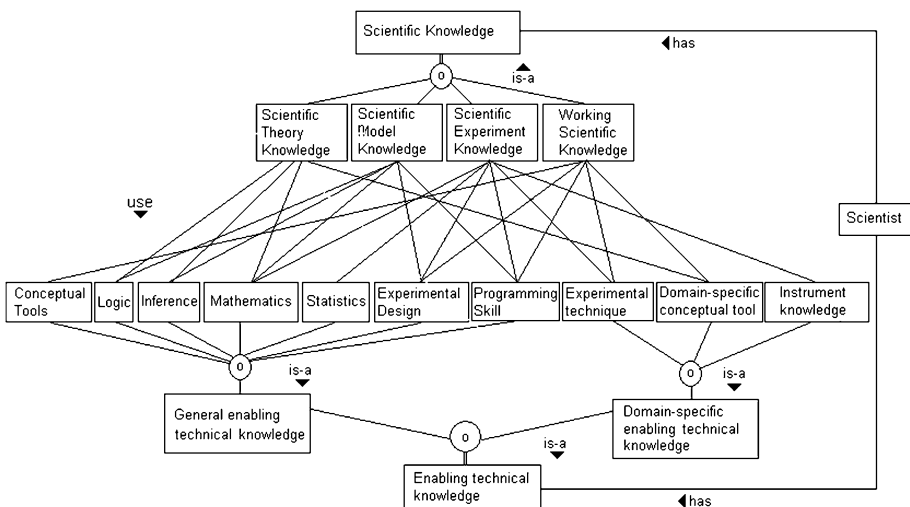 Scientific Knowledge
has
o
is-a
Scientific
Theory
Knowledge
Scientific
Model
Knowledge
Scientific
Experiment
Knowledge
Working
Scientific
Knowledge
use
Scientist
Conceptual
Tools
Logic
Inference
Mathematics
Statistics
Experimental
Design
Programming
Skill
Experimental
technique
Domain-specific
conceptual tool
Instrument
knowledge
o
is-a
o
is-a
General enabling
technical knowledge
Domain-specific
enabling technical
knowledge
o
is-a
Enabling technical
knowledge
has